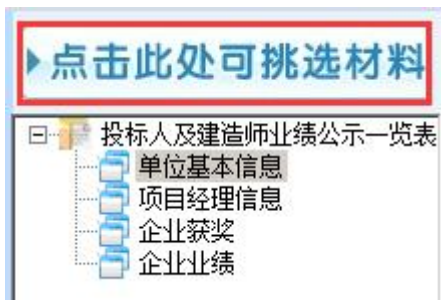 点击此处可挑选材料
投标人及建造师业绩公示一览表
单位基本信息
项目经理信息
企业获奖
企业业绩